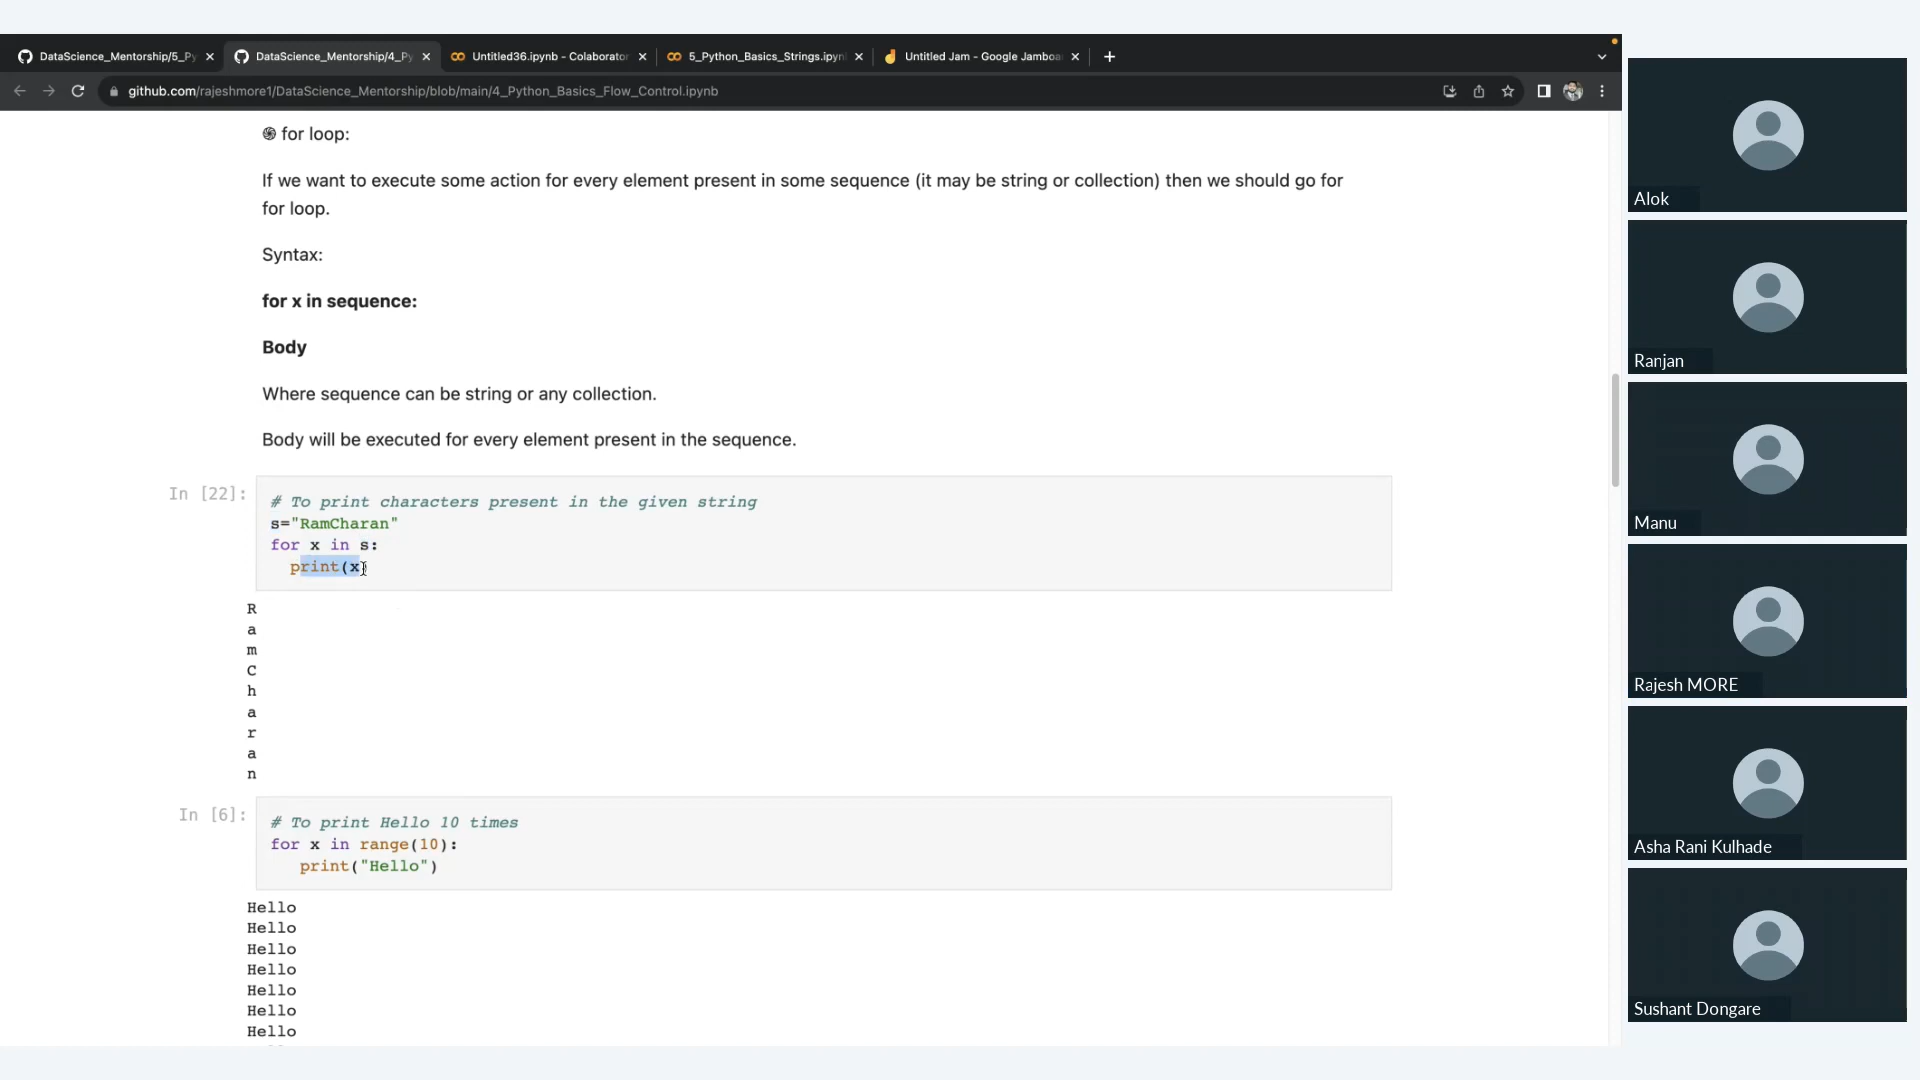 DataScience_Mentorship/5_Py
DataScience_Mentorship/4_Py
Untitled36.ipynb - Colaborator
5_Python_Basics_Strings.ipyn
Untitled Jam - Google Jamboa
github.com/rajeshmore1/DataScience_Mentorship/blob/main/4_Python_Basics_Flow_Control.ipynb
for loop:
If we want to execute some action for every element present in some sequence (it may be string or collection) then we should go for
for loop.
Syntax:
for x in sequence:
Body
Where sequence can be string or any collection.
Body will be executed for every element present in the sequence.
In [22]:
# To print characters present in the given string
s="RamCharan"
for x in s:
print(x)
R
a
m
C
h
a
r
a
n
In [6]:
# To print Hello 10 times
for x in range(10):
print("Hello")
Hello
Hello
Hello
Hello
Hello
Hello
Hello
Alok
Ranjan
Manu
Rajesh MORE
Asha Rani Kulhade
Sushant Dongare